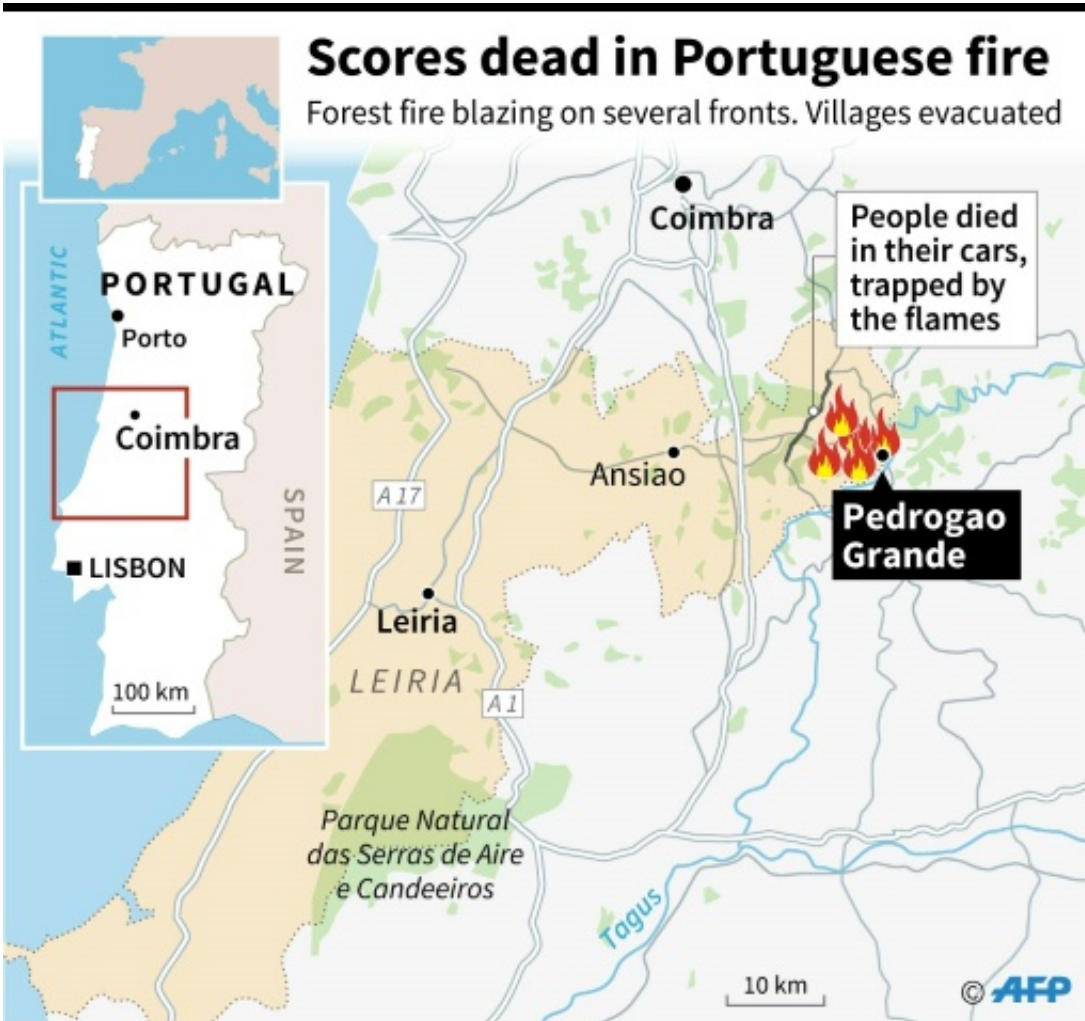 Scores dead in Portuguese fire
Forest fire blazing on several fronts. Villages evacuated
ATLANTIC
PORTUGAL
Porto
Coimbra
SPAIN
LISBON
100 km
Coimbra
People died
in their cars,
trapped by
the flames
Ansiao
A 17
Pedrogao
Grande
Leiria
LEIRIA
A 1
Parque Natural
das Serras de Aire
e Candeeiros
Tagus
10 km
© AFP